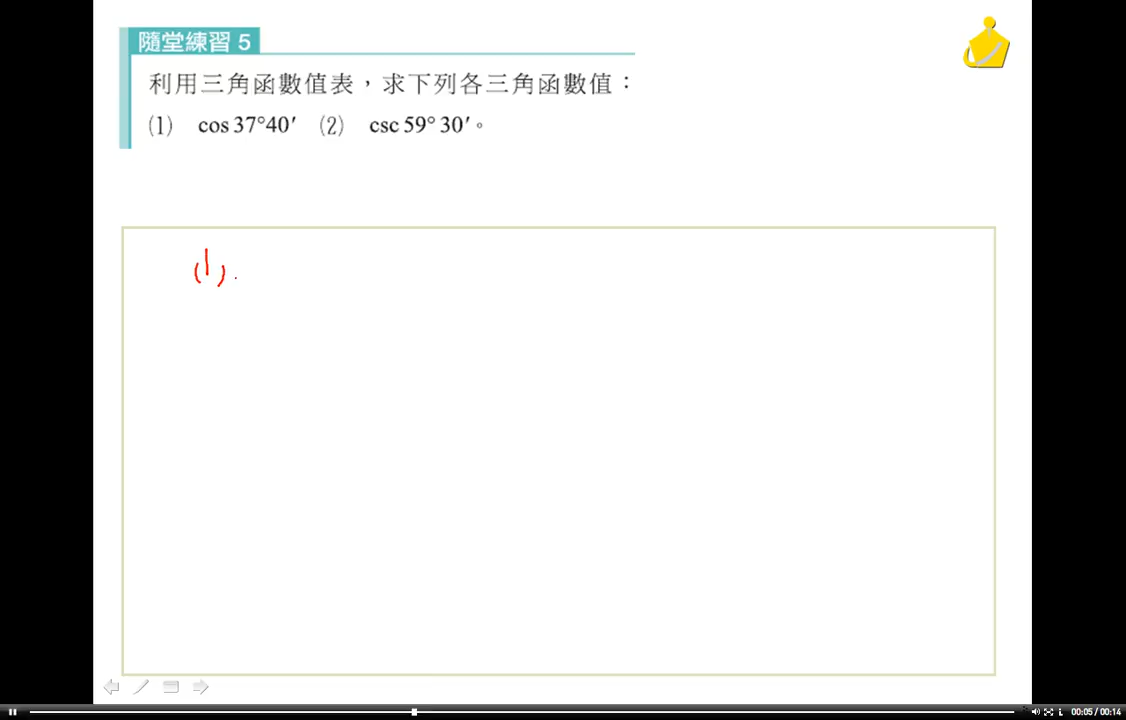 隨堂練習 5
利用三角函數值表，求下列各三角函數值：
(1) cos 37°40′ (2) csc 59° 30′。
(1).
00:05 / 00:14